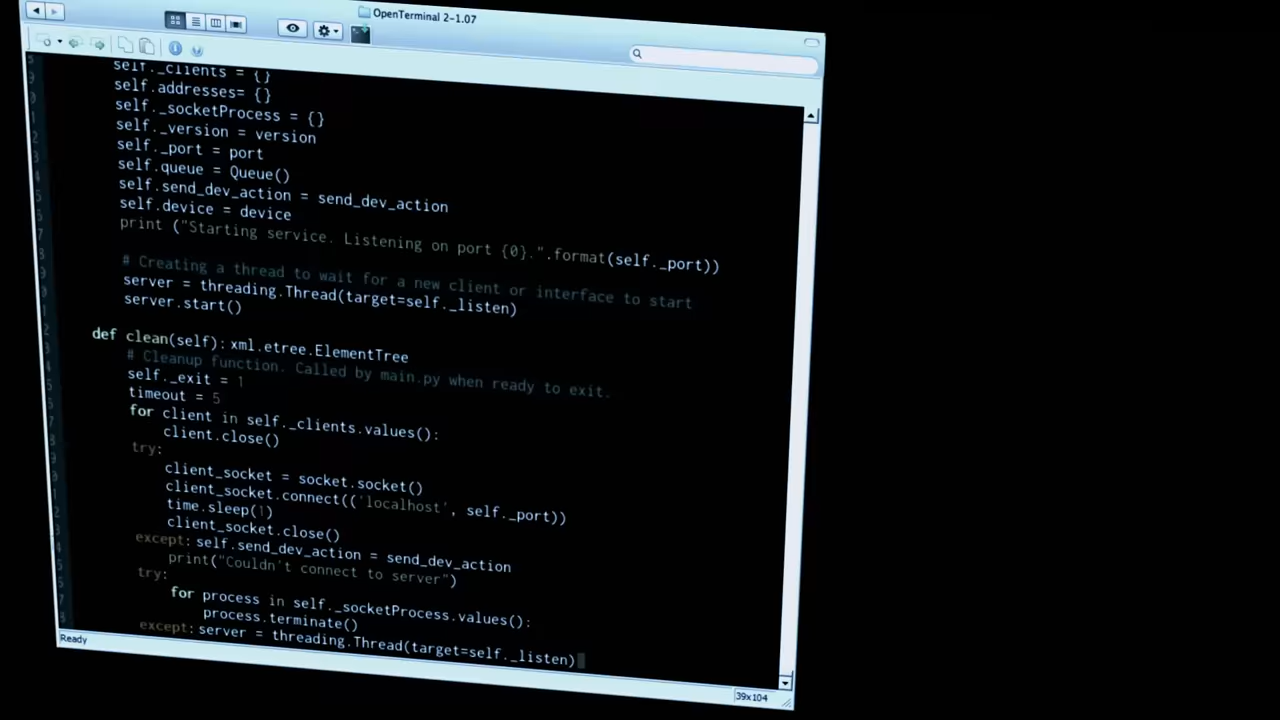 OpenTerminal 2-1.07
self._clients = {}
self.addresses= {}
self._socketProcess = {}
self._version = version
self._port = port
self.queue = Queue()
self.send_dev_action = send_dev_action
self.device = device
print ("Starting service. Listening on port {0}.".format(self._port))
# Creating a thread to wait for a new client or interface to start
server = threading.Thread(target=self._listen)
server.start()
def clean(self): xml.etree.ElementTree
# Cleanup function. Called by main.py when ready to exit.
self._exit = 1
timeout = 5
for client in self._clients.values():
client.close()
try:
client_socket = socket.socket()
client_socket.connect(('localhost', self._port))
time.sleep(1)
client_socket.close()
except: self.send_dev_action = send_dev_action
print("Couldn't connect to server")
try:
for process in self._socketProcess.values():
process.terminate()
except: server = threading.Thread(target=self._listen)
Ready
39x104